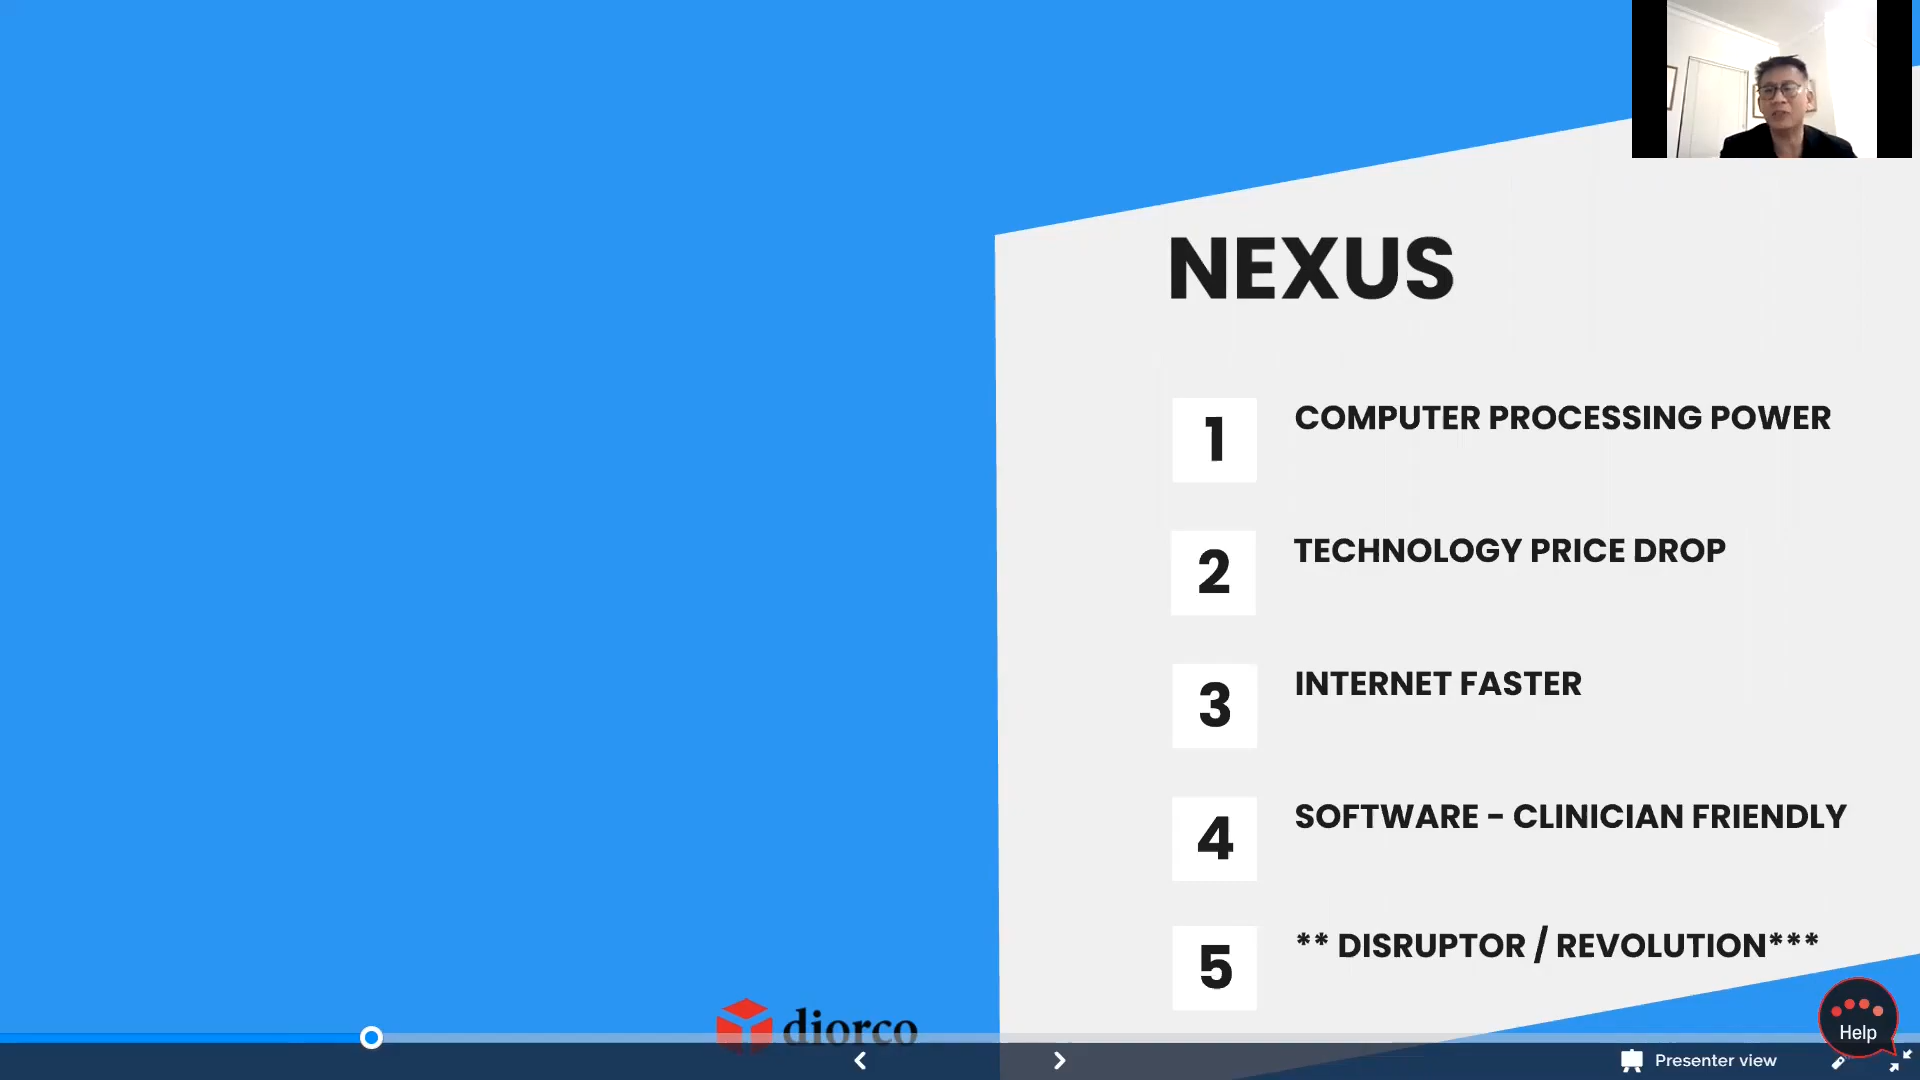 NEXUS
1 COMPUTER PROCESSING POWER
2 TECHNOLOGY PRICE DROP
3 INTERNET FASTER
4 SOFTWARE - CLINICIAN FRIENDLY
5 ** DISRUPTOR / REVOLUTION***
diorco
Help
Presenter view